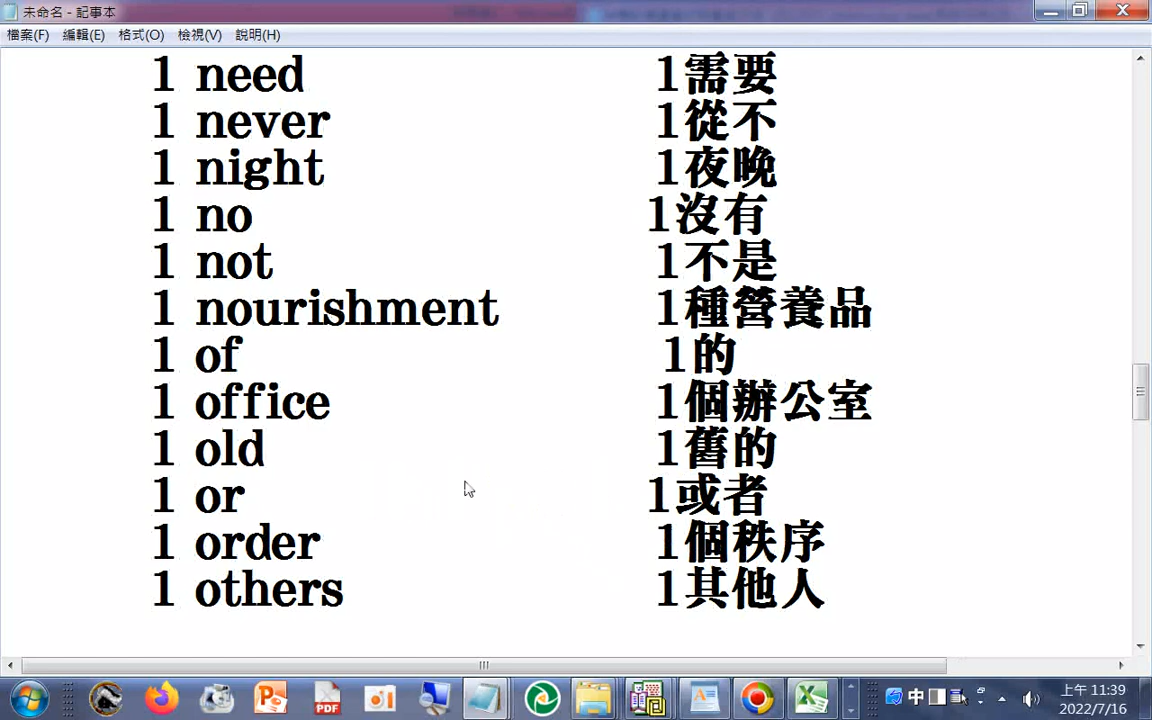 未命名 - 記事本
檔案(F) 編輯(E) 格式(O) 檢視(V) 說明(H)
1 need 1需要
1 never 1從不
1 night 1夜晚
1 no 1沒有
1 not 1不是
1 nourishment 1種營養品
1 of 1的
1 office 1個辦公室
1 old 1舊的
1 or 1或者
1 order 1個秩序
1 others 1其他人
PDF
中
上午 11:39
2022/7/16